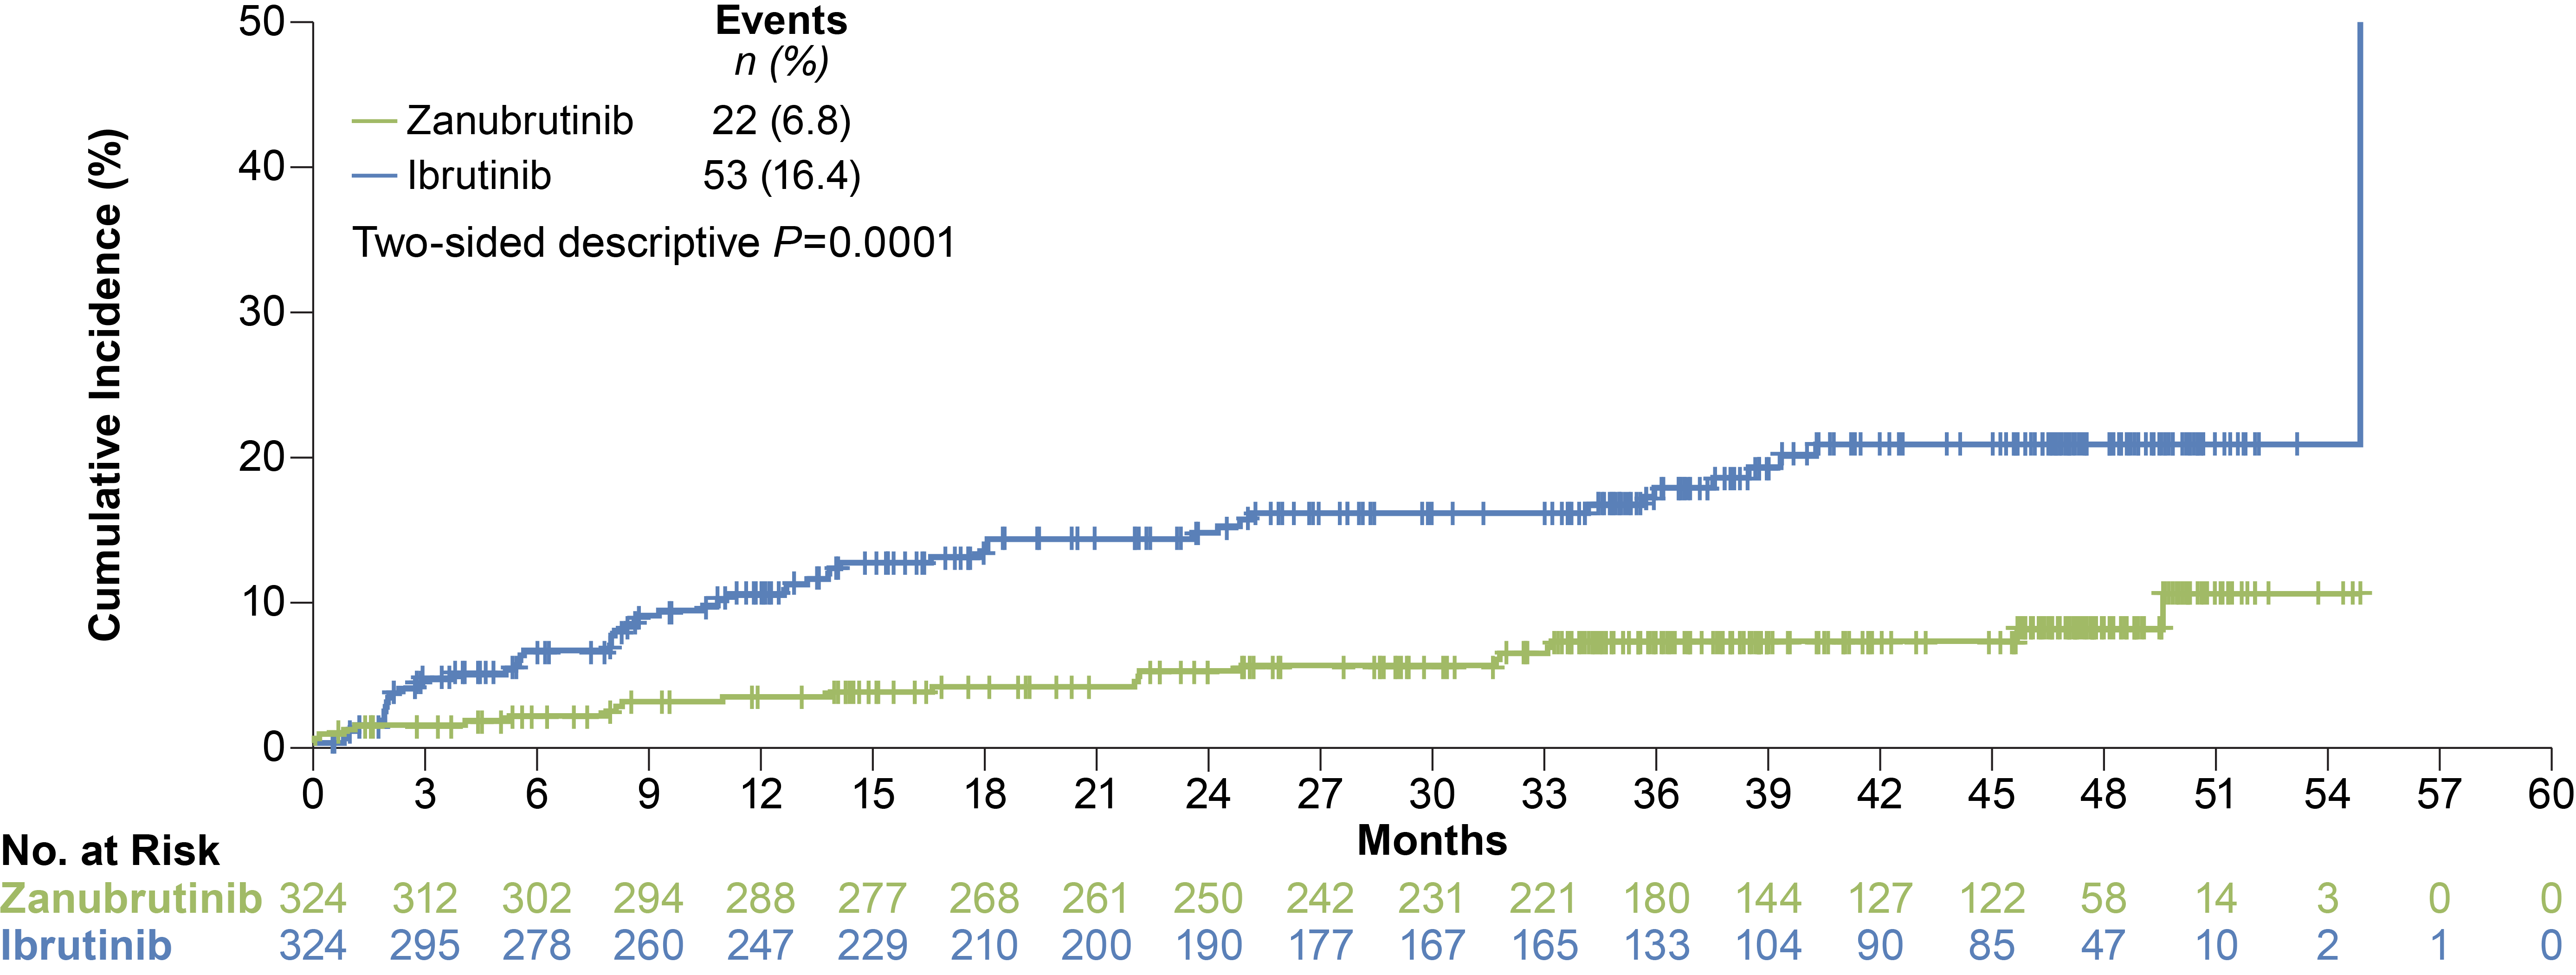 50
40
30
20
10
0
Cumulative Incidence (%)
Events
n (%)
Zanubrutinib 22 (6.8)
Ibrutinib 53 (16.4)
Two-sided descriptive P=0.0001
0 3 6 9 12 15 18 21 24 27 30 33 36 39 42 45 48 51 54 57 60
Months
No. at Risk
Zanubrutinib 324 312 302 294 288 277 268 261 250 242 231 221 180 144 127 122 58 14 3 0 0
Ibrutinib 324 295 278 260 247 229 210 200 190 177 167 165 133 104 90 85 47 10 2 1 0